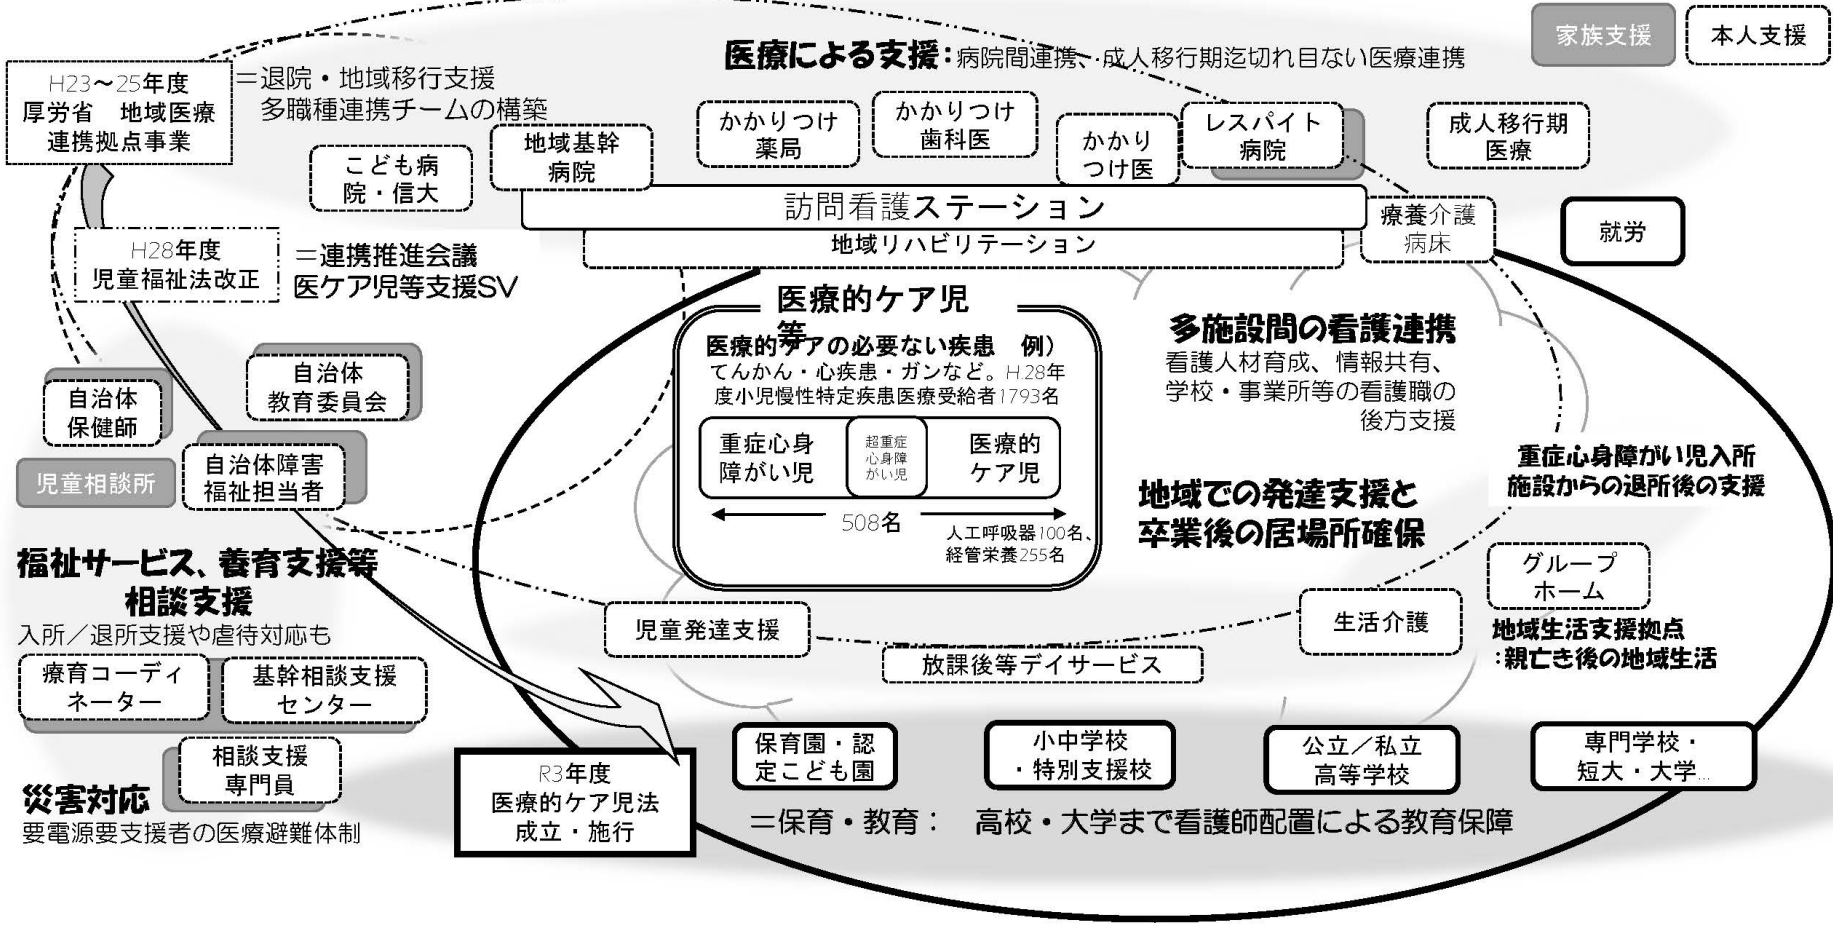 家族支援
本人支援
医療による支援：病院間連携、成人移行期迄切れ目ない医療連携
H23～25年度
厚労省　地域医療
連携拠点事業
＝退院・地域移行支援
多職種連携チームの構築
こども病
院・信大
地域基幹
病院
かかりつけ
薬局
かかりつけ
歯科医
かかり
つけ医
レスパイト
病院
成人移行期
医療
訪問看護ステーション
地域リハビリテーション
療養介護
病床
就労
H28年度
児童福祉法改正
＝連携推進会議
医ケア児等支援SV
医療的ケア児
等
医療的ケアの必要ない疾患　例）
てんかん・心疾患・ガンなど。H.28年
度小児慢性特定疾患医療受給者1793名
重症心身
障がい児
超重症
心身障
がい児
医療的
ケア児
508名
人工呼吸器100名、
経管栄養255名
多施設間の看護連携
看護人材育成、情報共有、
学校・事業所等の看護職の
後方支援
地域での発達支援と
卒業後の居場所確保
重症心身障がい児入所
施設からの退所後の支援
自治体
保健師
自治体
教育委員会
児童相談所
自治体障害
福祉担当者
福祉サービス、養育支援等
相談支援
入所／退所支援や虐待対応も
療育コーディ
ネーター
基幹相談支援
センター
相談支援
専門員
災害対応
要電源要支援者の医療避難体制
児童発達支援
放課後等デイサービス
生活介護
グループ
ホーム
地域生活支援拠点
：親亡き後の地域生活
R3年度
医療的ケア児法
成立・施行
保育園・認
定こども園
小中学校
・特別支援校
公立／私立
高等学校
専門学校・
短大・大学…
＝保育・教育：　高校・大学まで看護師配置による教育保障